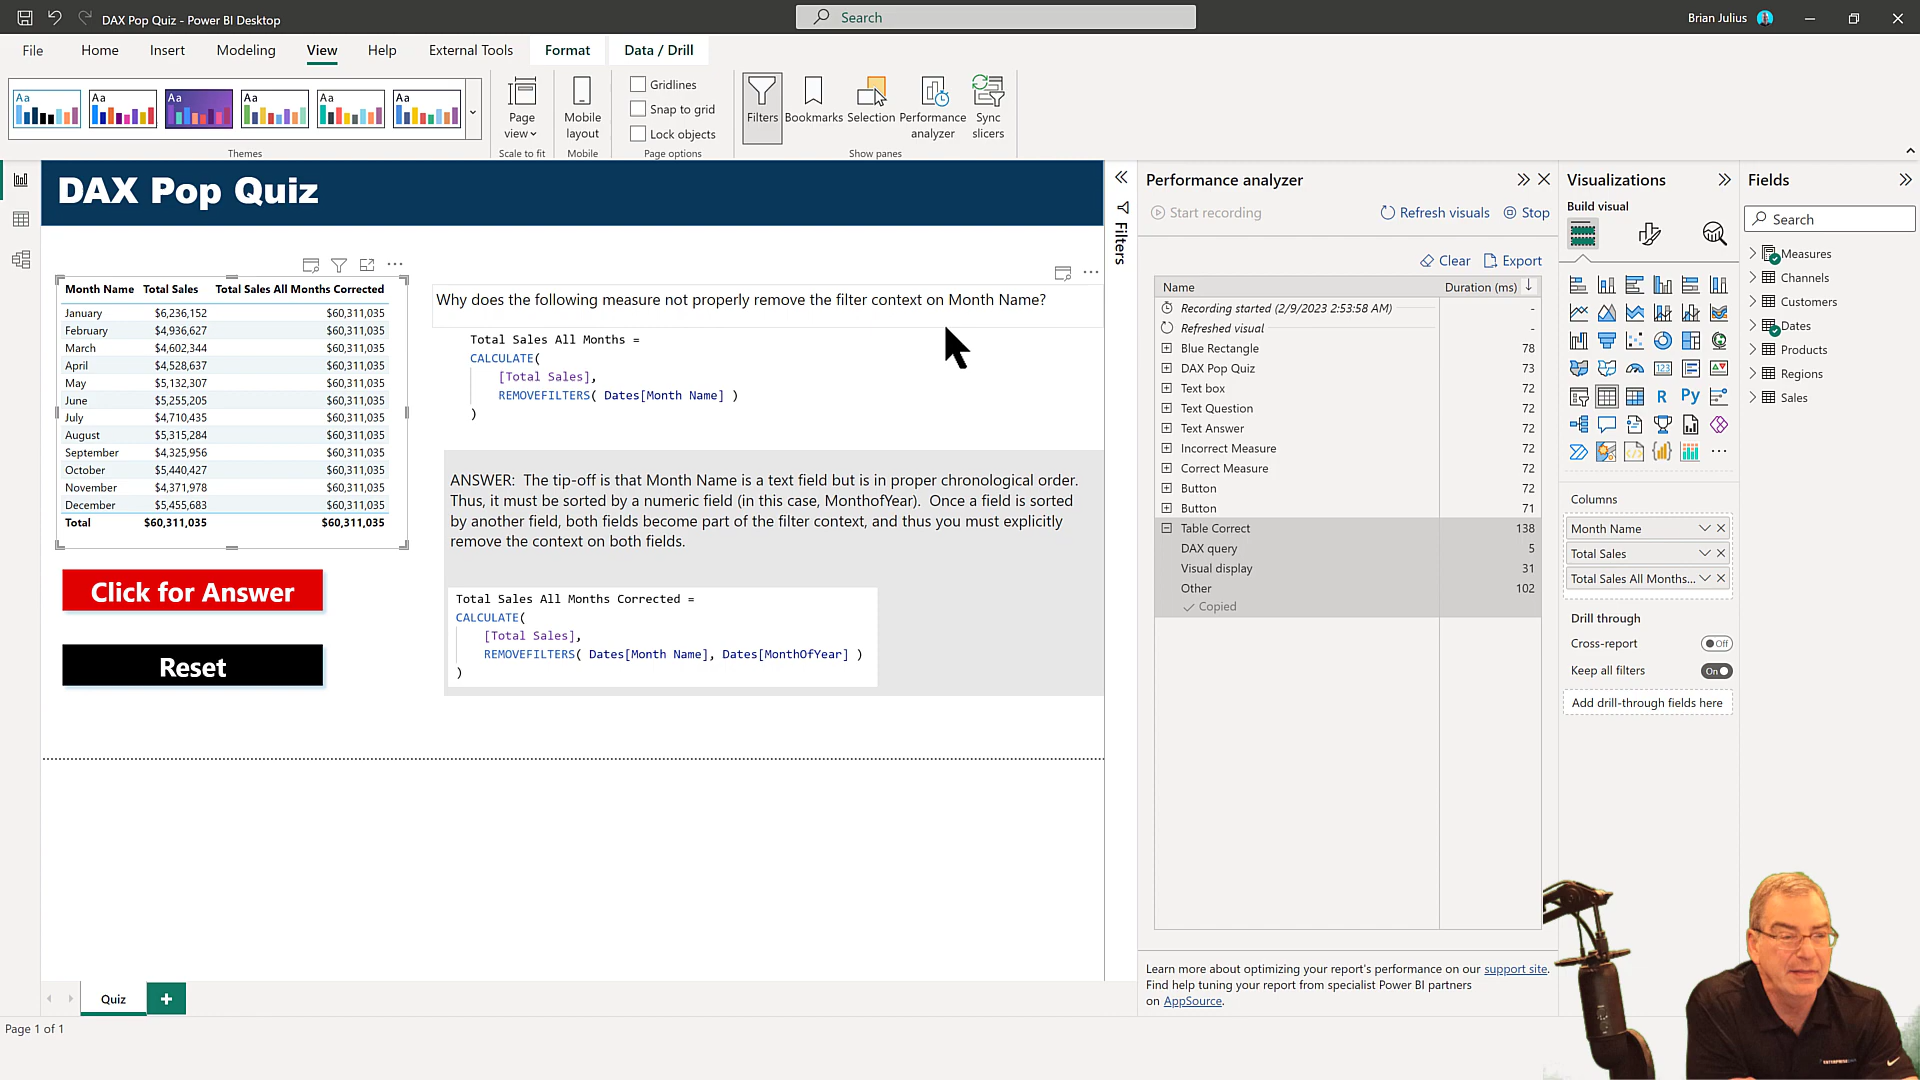 DAX Pop Quiz - Power BI Desktop
Search
Brian Julius
File Home Insert Modeling View Help External Tools Format Data / Drill
Aa Aa Aa Aa Aa Aa
Themes
Page view
Scale to fit
Mobile layout
Mobile
Gridlines
Snap to grid
Lock objects
Page options
Filters
Bookmarks
Selection
Performance analyzer
Sync slicers
Show panes
DAX Pop Quiz
Month Name Total Sales Total Sales All Months Corrected
January $6,236,152 $60,311,035
February $4,936,627 $60,311,035
March $4,602,344 $60,311,035
April $4,528,637 $60,311,035
May $5,132,307 $60,311,035
June $5,255,205 $60,311,035
July $4,710,435 $60,311,035
August $5,315,284 $60,311,035
September $4,325,956 $60,311,035
October $5,440,427 $60,311,035
November $4,371,978 $60,311,035
December $5,455,683 $60,311,035
Total $60,311,035 $60,311,035
Click for Answer
Reset
Why does the following measure not properly remove the filter context on Month Name?
Total Sales All Months =
CALCULATE(
[Total Sales],
REMOVEFILTERS( Dates[Month Name] )
)
ANSWER: The tip-off is that Month Name is a text field but is in proper chronological order.
Thus, it must be sorted by a numeric field (in this case, MonthofYear). Once a field is sorted
by another field, both fields become part of the filter context, and thus you must explicitly
remove the context on both fields.
Total Sales All Months Corrected =
CALCULATE(
[Total Sales],
REMOVEFILTERS( Dates[Month Name], Dates[MonthOfYear] )
)
Filters
Performance analyzer
Start recording Refresh visuals Stop
Clear Export
Name Duration (ms)
Recording started (2/9/2023 2:53:58 AM) -
Refreshed visual -
Blue Rectangle 78
DAX Pop Quiz 73
Text box 72
Text Question 72
Text Answer 72
Incorrect Measure 72
Correct Measure 72
Button 72
Button 71
Table Correct 138
DAX query 5
Visual display 31
Other 102
Copied
Learn more about optimizing your report's performance on our support site.
Find help tuning your report from specialist Power BI partners
on AppSource.
Visualizations
Build visual
123
R Py
Columns
Month Name
Total Sales
Total Sales All Months...
Drill through
Cross-report Off
Keep all filters On
Add drill-through fields here
Fields
Search
Measures
Channels
Customers
Dates
Products
Regions
Sales
Quiz
Page 1 of 1